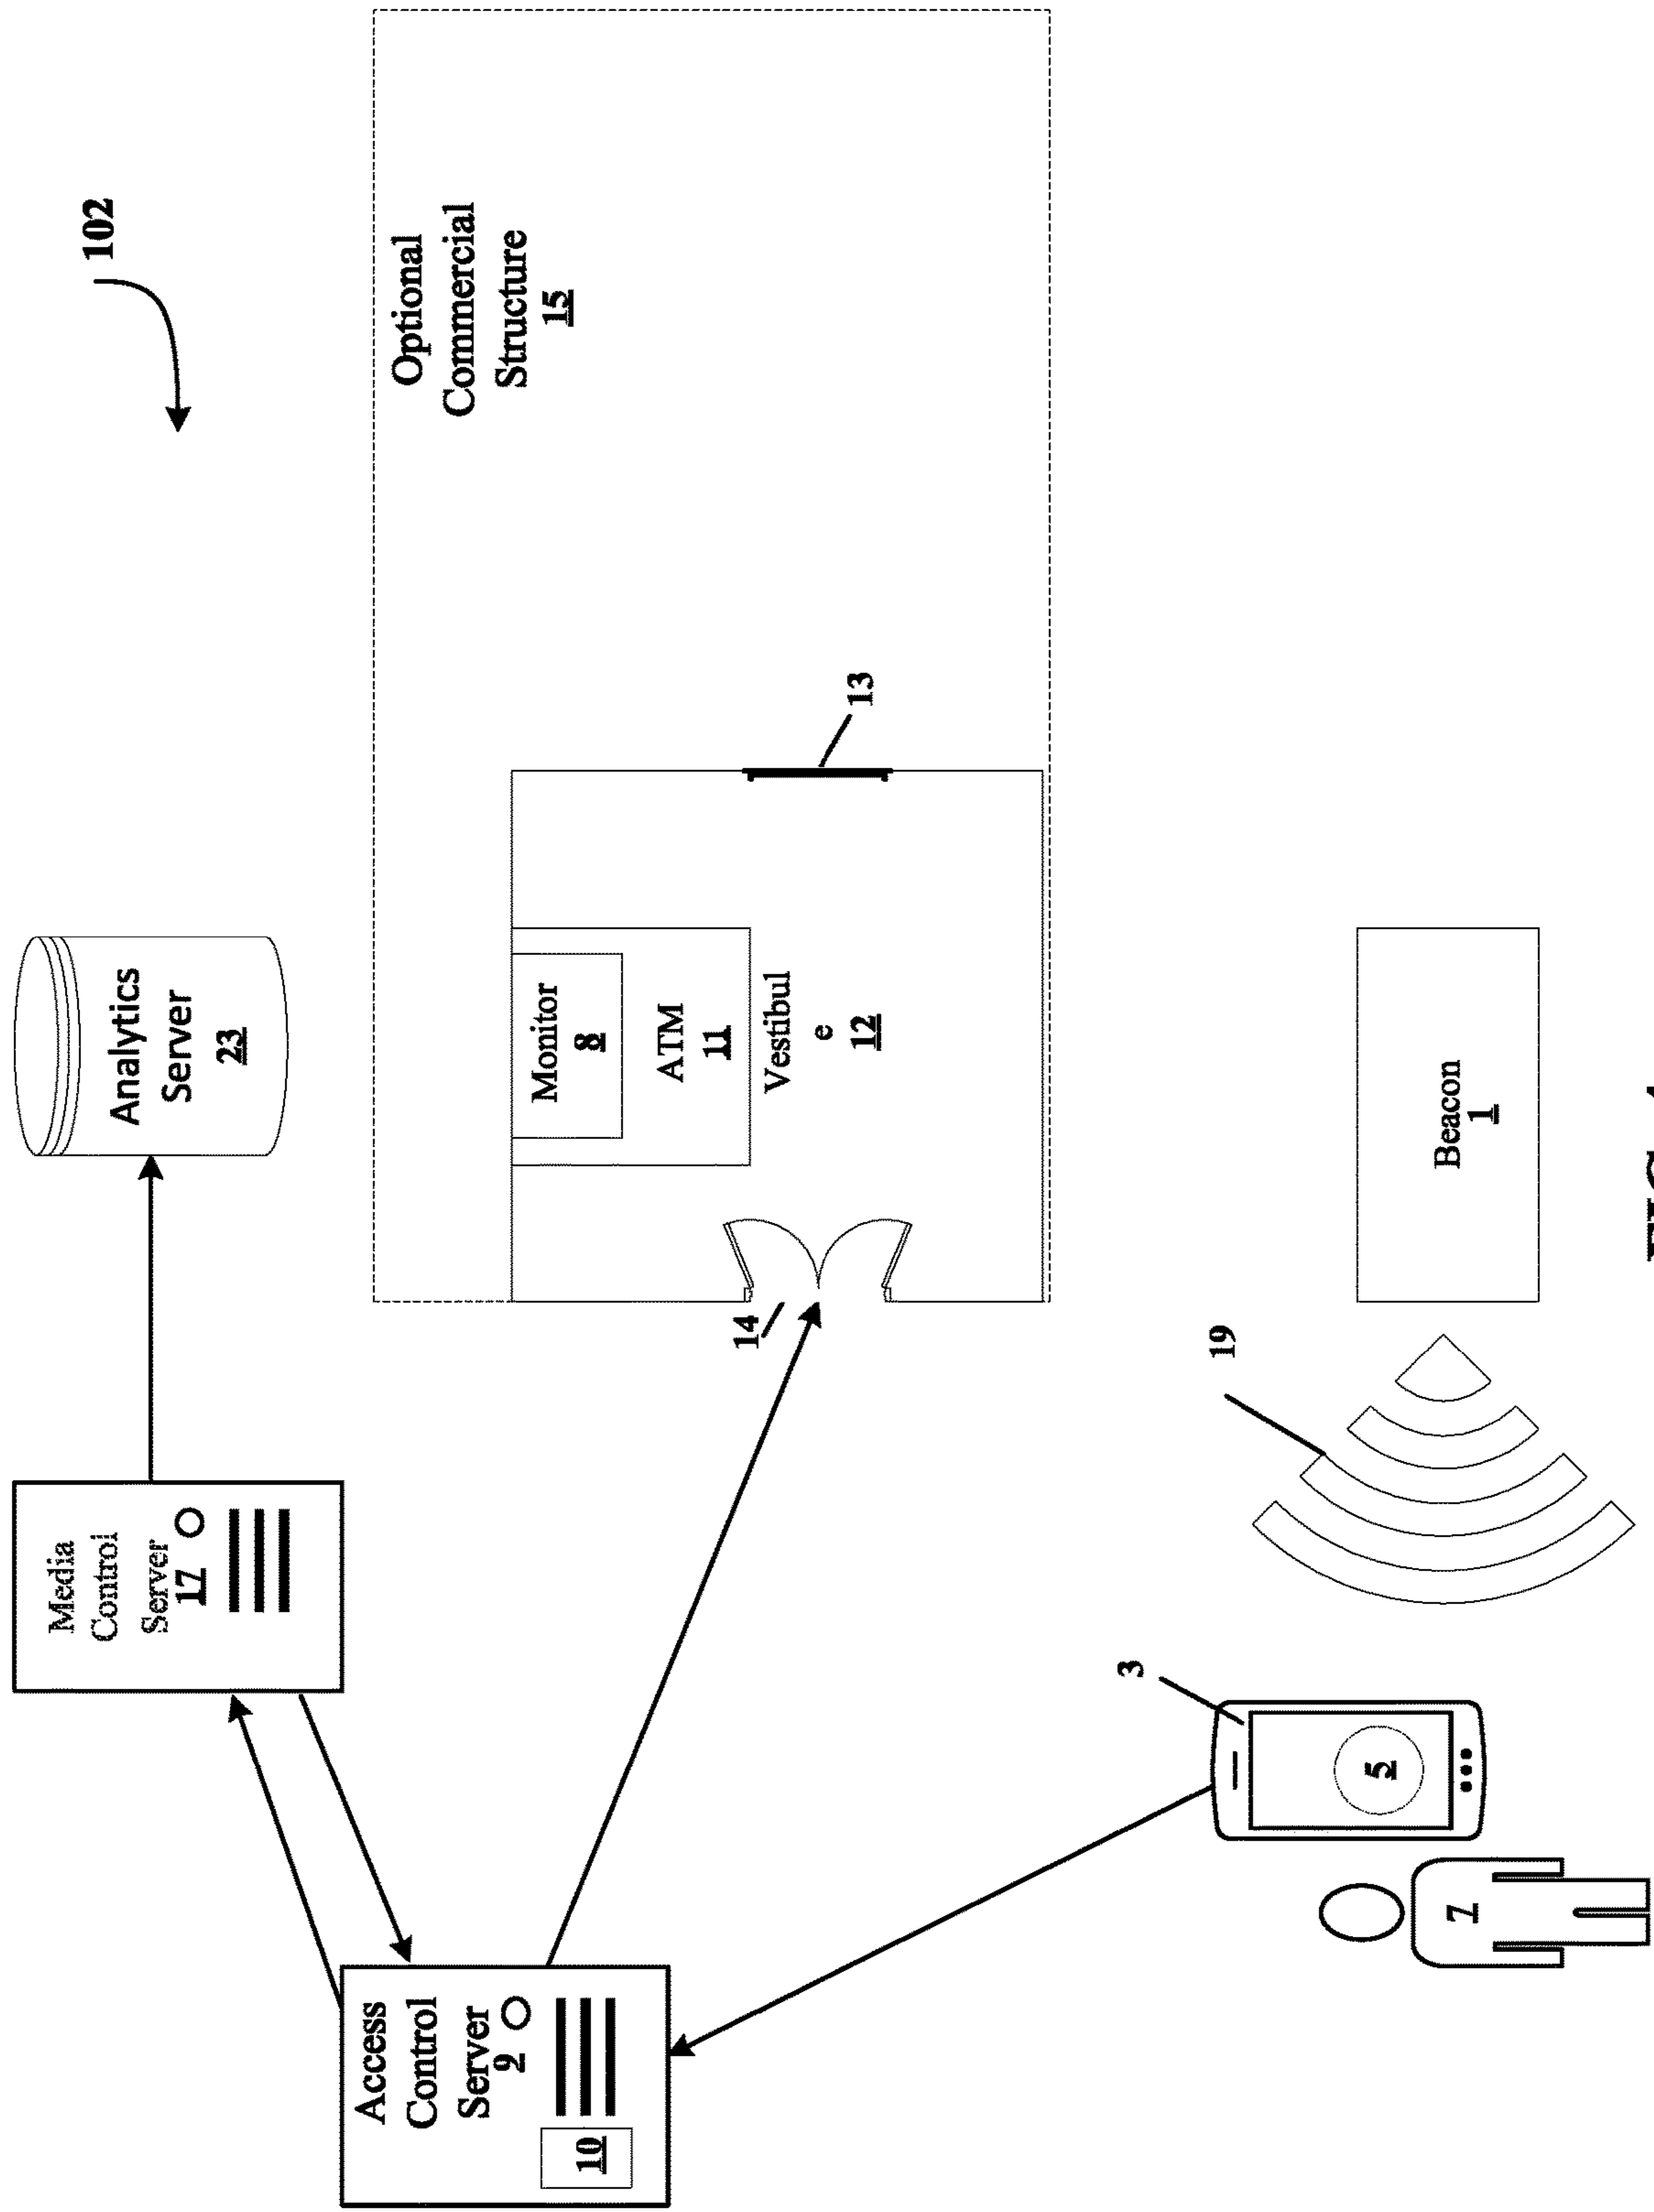 102
Media
Control
Server
17
Analytics
Server
23
Access
Control
Server
9
10
Optional
Commercial
Structure
15
Monitor
8
ATM
11
Vestibul
e
12
14
13
3
19
5
7
Beacon
1